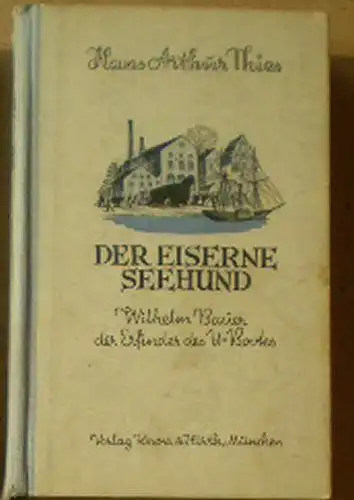 Hans Arthur Thies
DER EISERNE
SEEHUND
Wilhelm Bauer
der Erfinder des U-Bootes
Verlag Knorr & Hirth, München